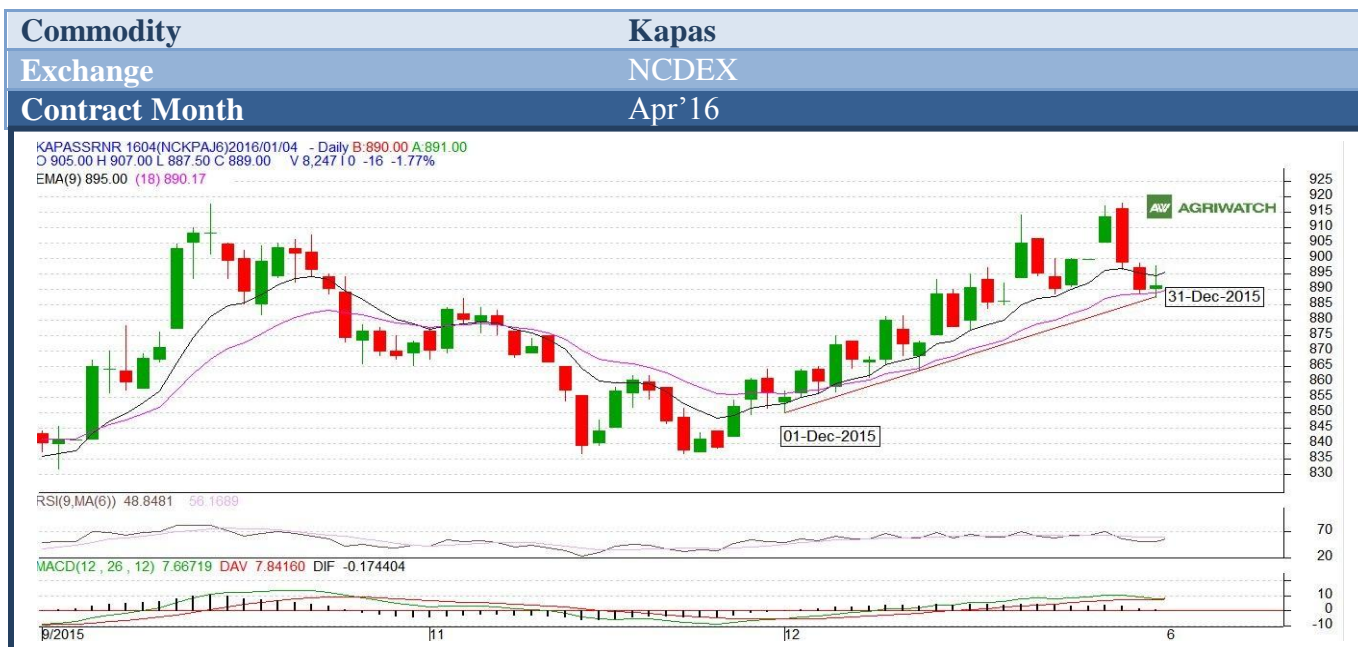 Commodity Kapas
Exchange NCDEX
Contract Month Apr’16
KAPASSRNR 1604(NCKPAJ6)2016/01/04 - Daily B:890.00 A:891.00
O 905.00 H 907.00 L 887.50 C 889.00 V 8,247 I 0 -16 -1.77%
EMA(9) 895.00 (18) 890.17
AW AGRIWATCH
925
920
915
910
905
900
895
890
885
880
875
870
865
860
855
850
845
840
835
830
31-Dec-2015
01-Dec-2015
RSI(9,MA(6)) 48.8481 56.1689
70
20
MACD(12 , 26 , 12) 7.66719 DAV 7.84160 DIF -0.174404
10
0
-10
9/2015 11 12 6